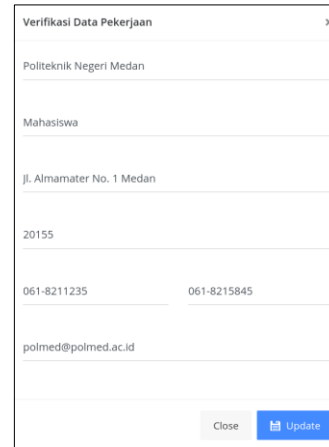 Verifikasi Data Pekerjaan
Politeknik Negeri Medan
Mahasiswa
Jl. Almamater No. 1 Medan
20155
061-8211235 061-8215845
polmed@polmed.ac.id
Close Update